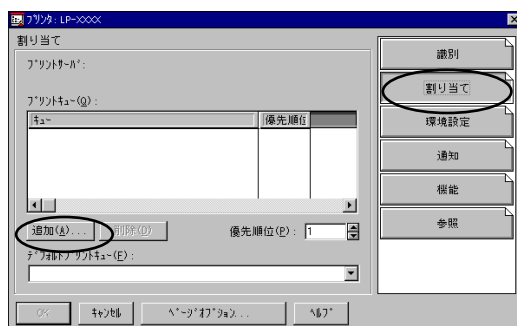 ﾌﾟﾘﾝﾀ: LP-XXXX
割り当て
ﾌﾟﾘﾝﾄｻｰﾊﾞ:
ﾌﾟﾘﾝﾄｷｭｰ(Q):
ｷｭｰ
優先順位
追加(A)...
削除(D)
優先順位(P):
1
ﾃﾞﾌｫﾙﾄﾌﾟﾘﾝﾄｷｭｰ(E):
OK
ｷｬﾝｾﾙ
ﾍﾟｰｼﾞｵﾌﾟｼｮﾝ...
ﾍﾙﾌﾟ
識別
割り当て
環境設定
通知
機能
参照